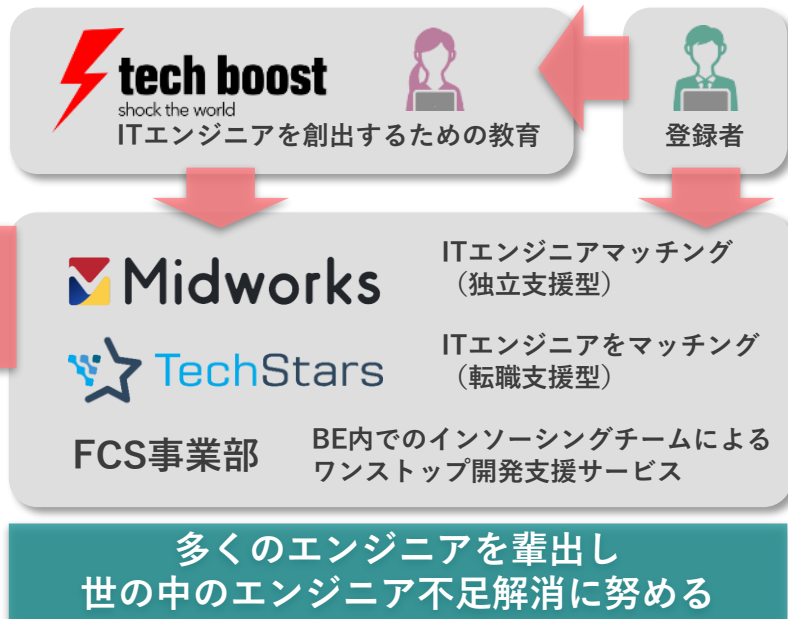 tech boost
shock the world
ITエンジニアを創出するための教育
登録者
Midworks
ITエンジニアマッチング
（独立支援型）
TechStars
ITエンジニアをマッチング
（転職支援型）
FCS事業部
BE内でのインソーシングチームによる
ワンストップ開発支援サービス
多くのエンジニアを輩出し
世の中のエンジニア不足解消に努める